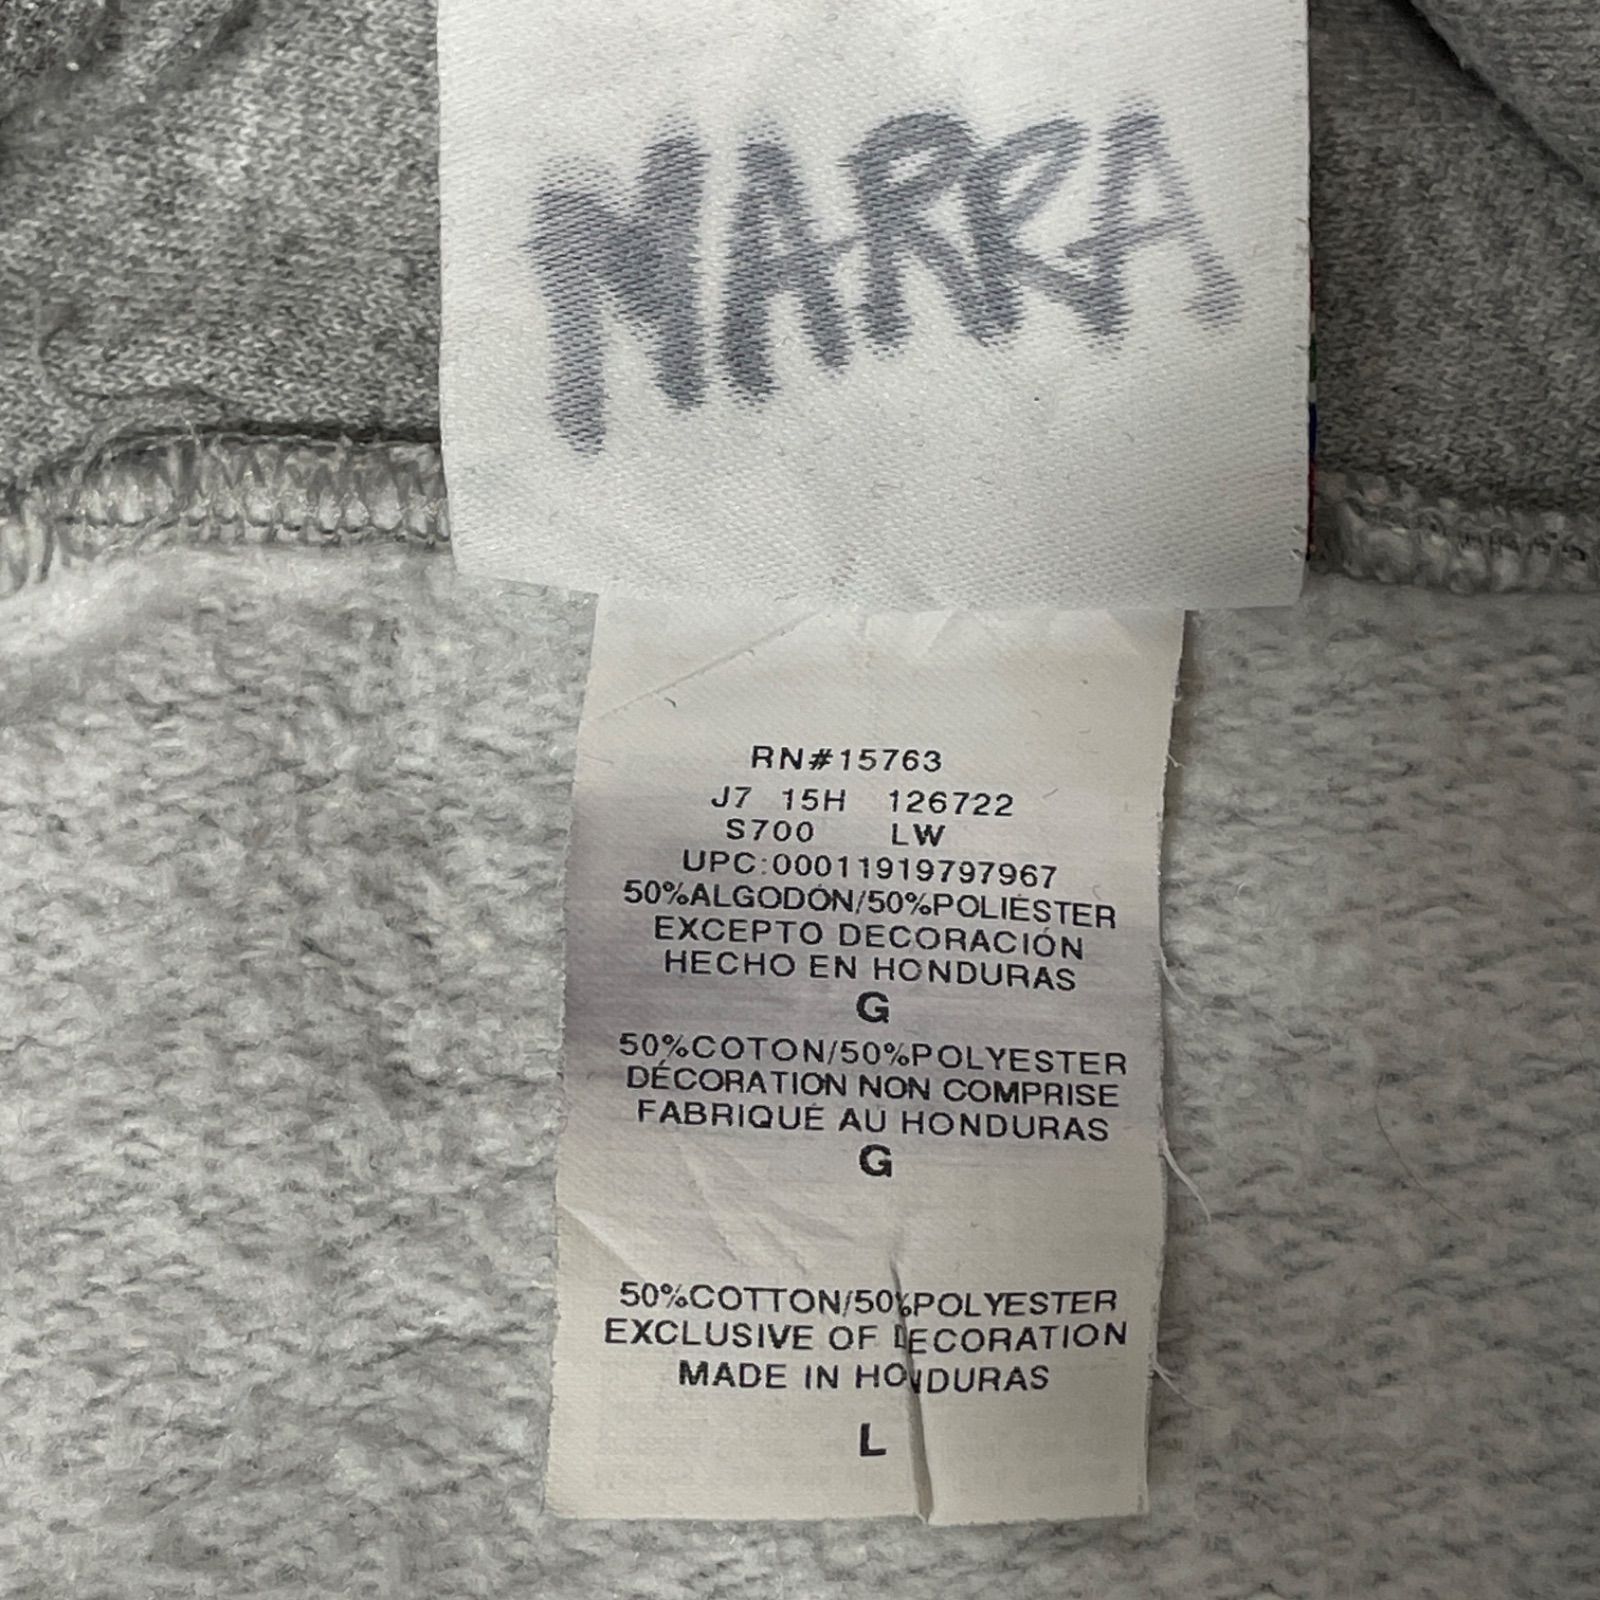 MARRA
RN#15763
J7 15H 126722
S700 LW
UPC:00011919797967
50%ALGODÓN/50%POLIÉSTER
EXCEPTO DECORACIÓN
HECHO EN HONDURAS
G
50%COTON/50%POLYESTER
DÉCORATION NON COMPRISE
FABRIQUÉ AU HONDURAS
G
50%COTTON/50%POLYESTER
EXCLUSIVE OF DECORATION
MADE IN HONDURAS
L